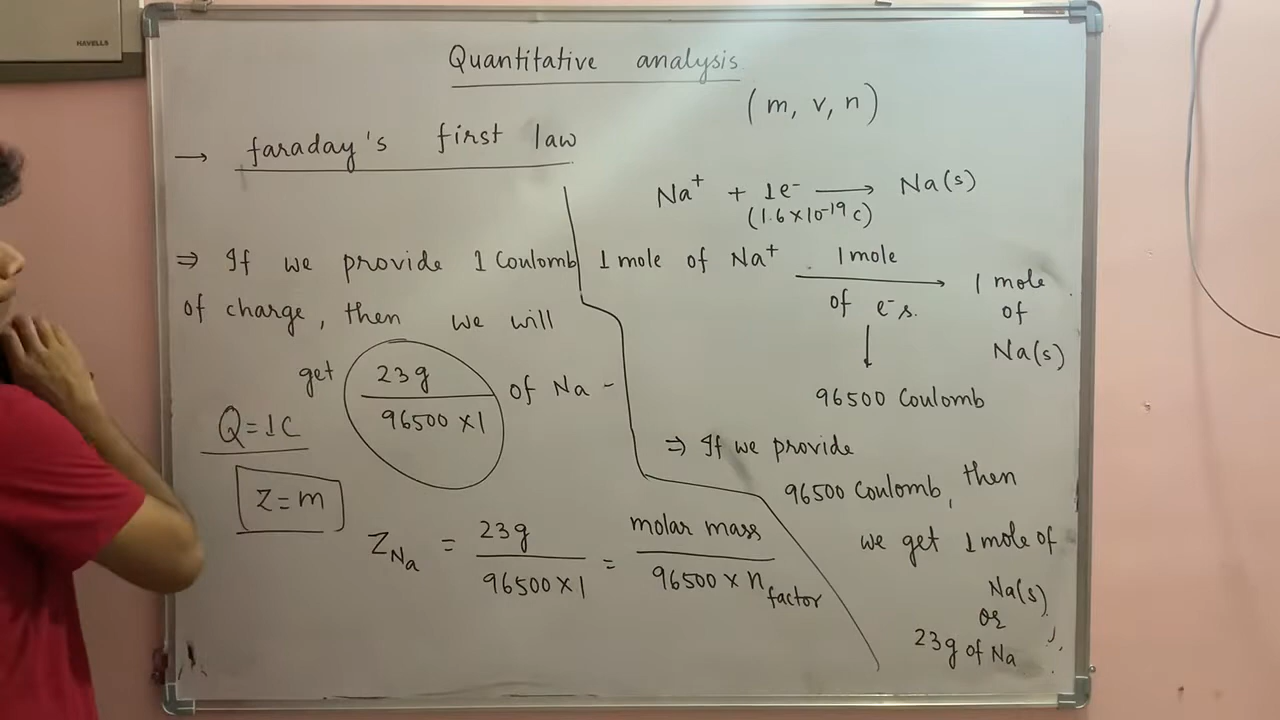 HAVELLS
Quantitative analysis
(m, v, n)
→ faraday's first law
⇒ If we provide 1 Coulomb
of charge, then we will
get 23g / 96500 × 1 of Na -
Q = 1C
Z = m
Z_Na = 23g / 96500 × 1 = molar mass / 96500 × n_factor
Na⁺ + 1e⁻ → Na(s)
(1.6 × 10⁻¹⁹ C)
1 mole of Na⁺ 1 mole of e⁻s. → 1 mole
of
Na(s)
↓
96500 Coulomb
⇒ If we provide
96500 Coulomb, then
we get 1 mole of
Na(s)
or
23g of Na